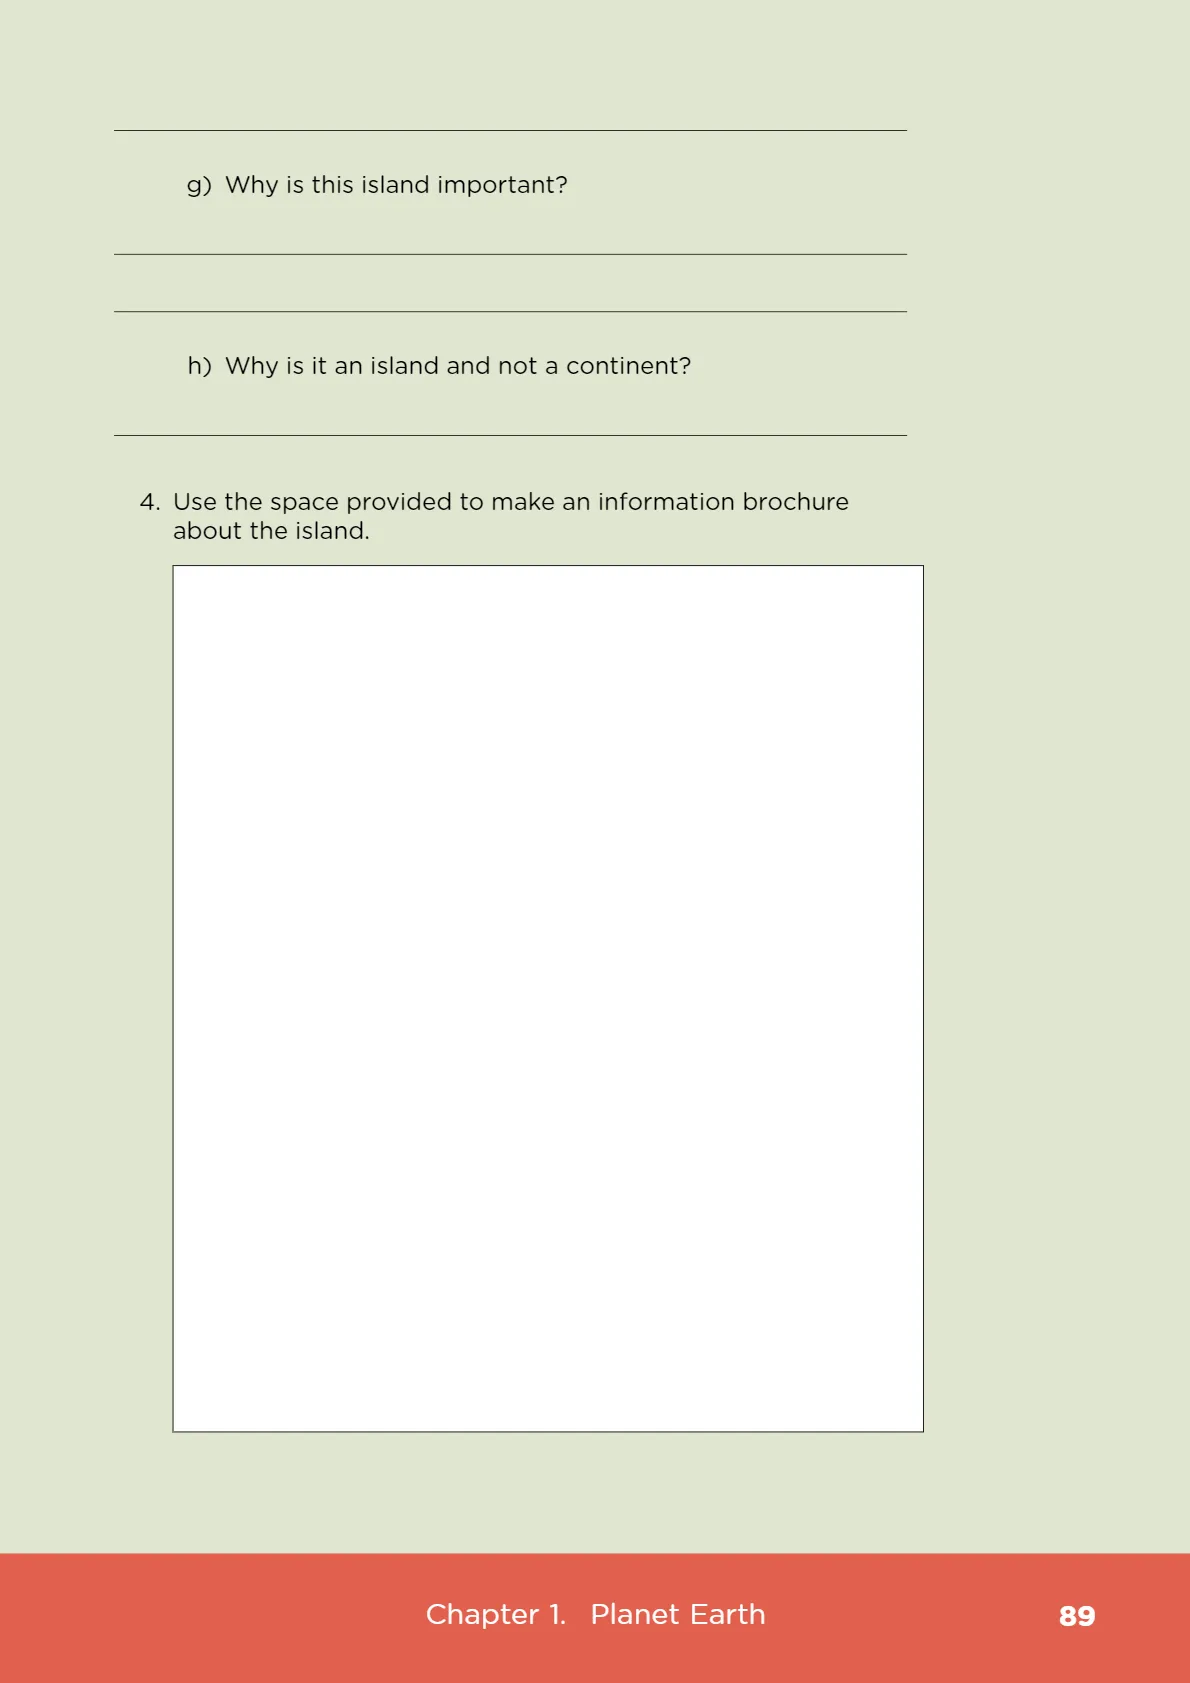 g) Why is this island important?
h) Why is it an island and not a continent?
4. Use the space provided to make an information brochure
about the island.
Chapter 1. Planet Earth
89